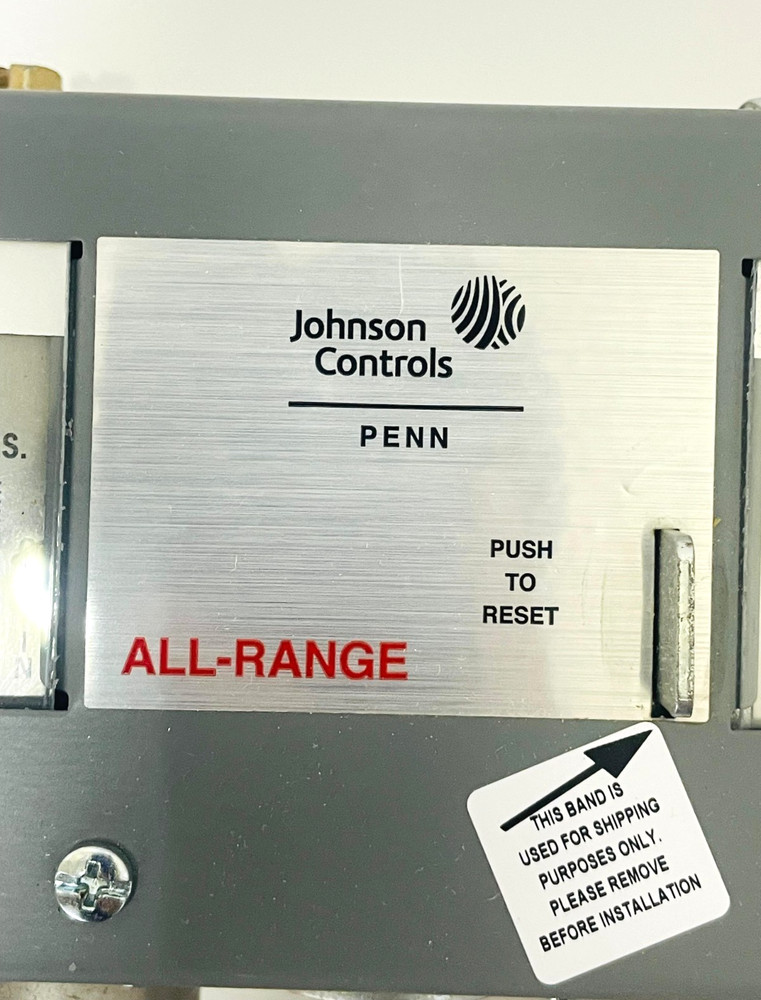 Johnson
Controls
PENN
S.
PUSH
TO
RESET
ALL-RANGE
IN
THIS BAND IS
USED FOR SHIPPING
PURPOSES ONLY.
PLEASE REMOVE
BEFORE INSTALLATION